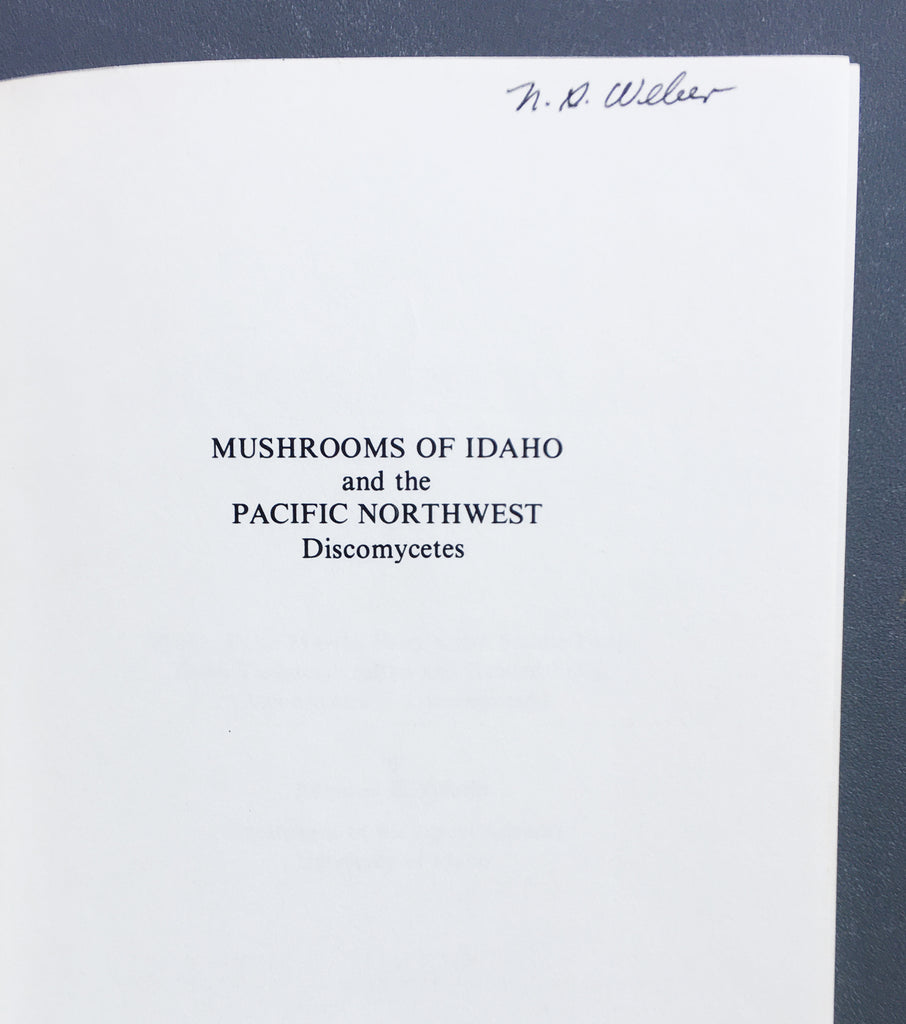 N. S. Weber
MUSHROOMS OF IDAHO
and the
PACIFIC NORTHWEST
Discomycetes